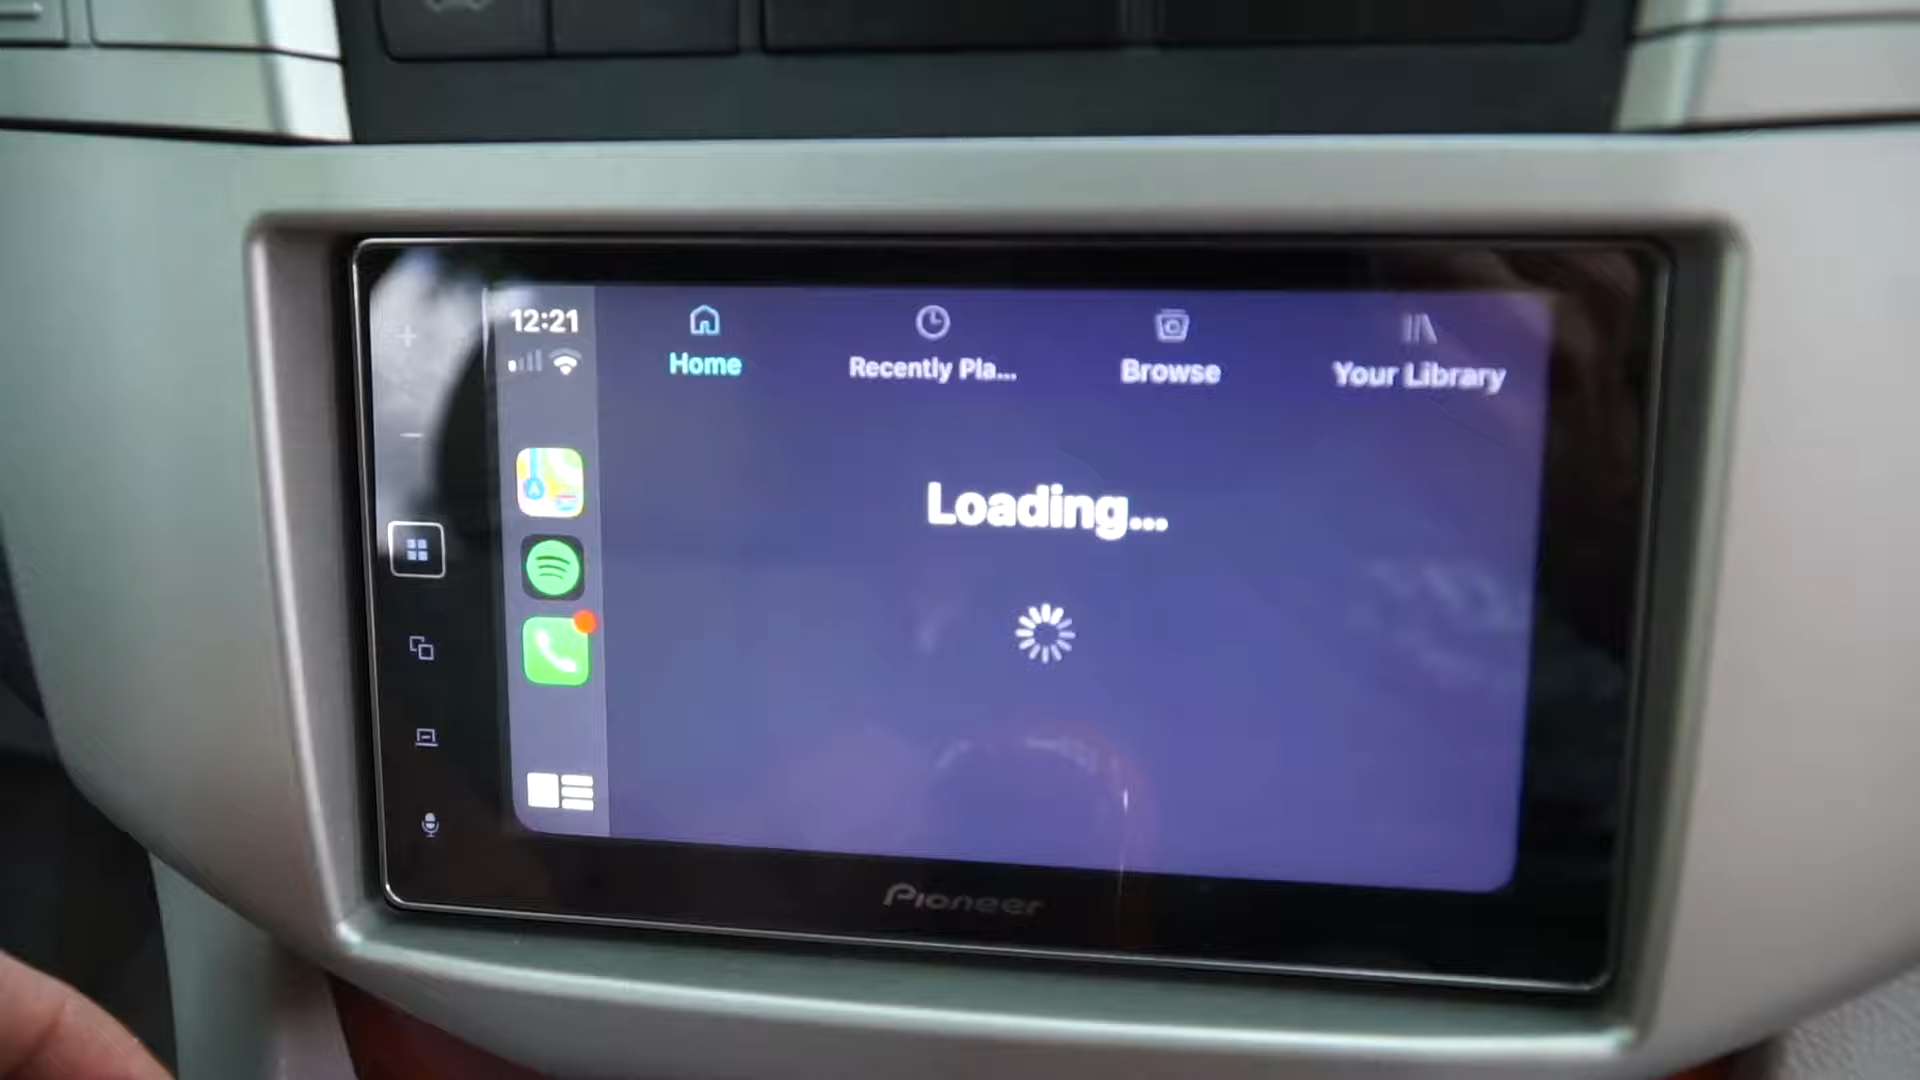 12:21
Home
Recently Pla...
Browse
Your Library
Loading...
Pioneer